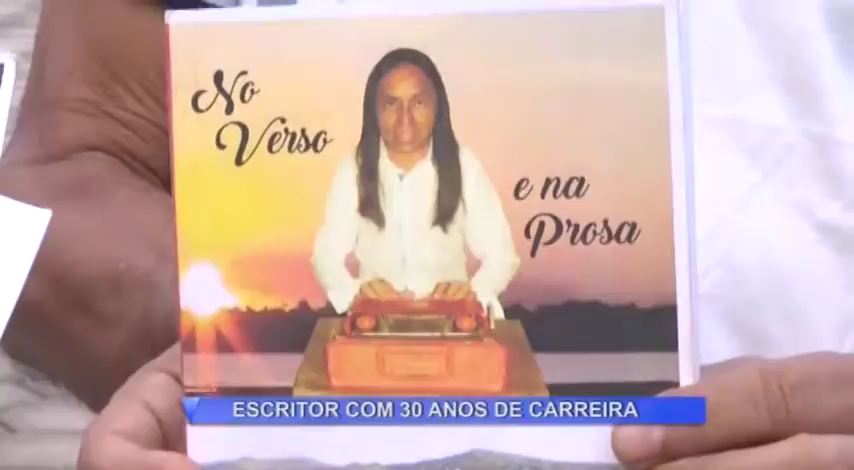 No
Verso
e na
Prosa
ESCRITOR COM 30 ANOS DE CARREIRA